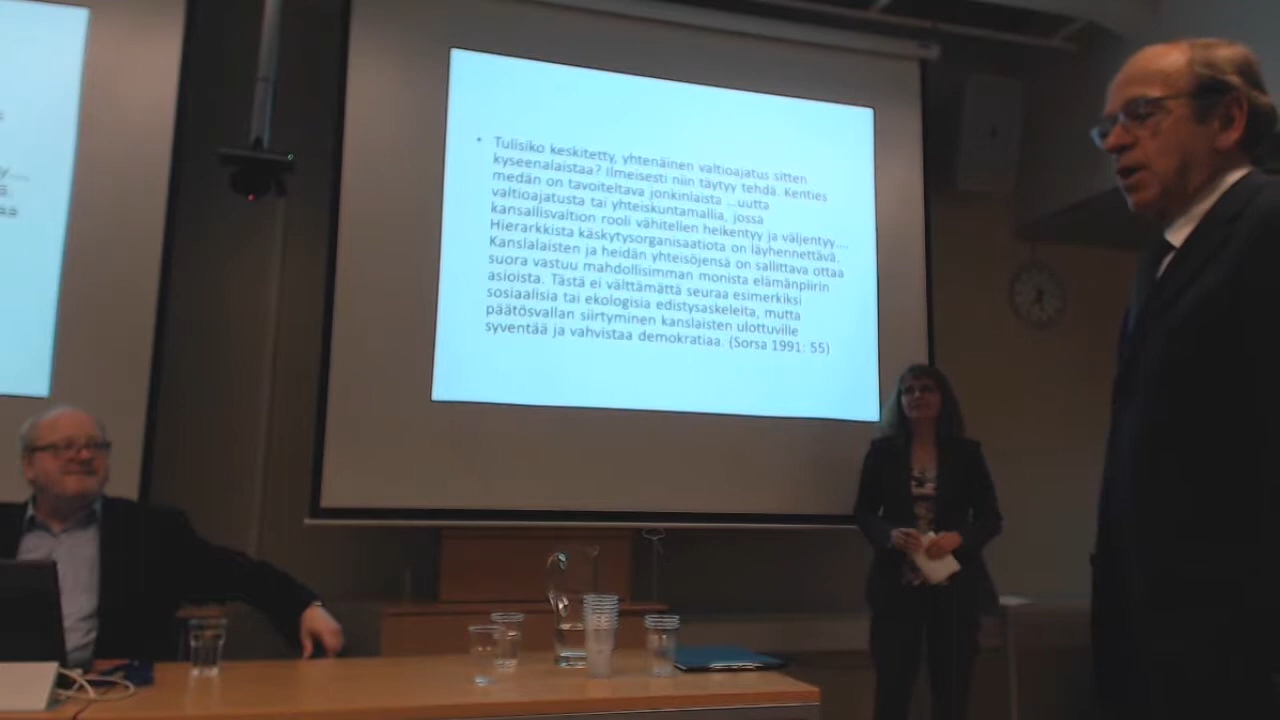 • Tulisiko keskitetty, yhtenäinen valtioajatus sitten
kyseenalaistaa? Ilmeisesti niin täytyy tehdä. Kenties
medän on tavoiteltava jonkinlaista ...uutta
valtioajatusta tai yhteiskuntamallia, jossa
kansallisvaltion rooli vähitellen heikentyy ja väljentyy....
Hierarkkista käskytysorganisaatiota on läyhennettävä.
Kanslalaisten ja heidän yhteisöjensä on sallittava ottaa
suora vastuu mahdollisimman monista elämänpiirin
asioista. Tästä ei välttämättä seuraa esimerkiksi
sosiaalisia tai ekologisia edistysaskeleita, mutta
päätösvallan siirtyminen kanslaisten ulottuville
syventää ja vahvistaa demokratiaa. (Sorsa 1991: 55)